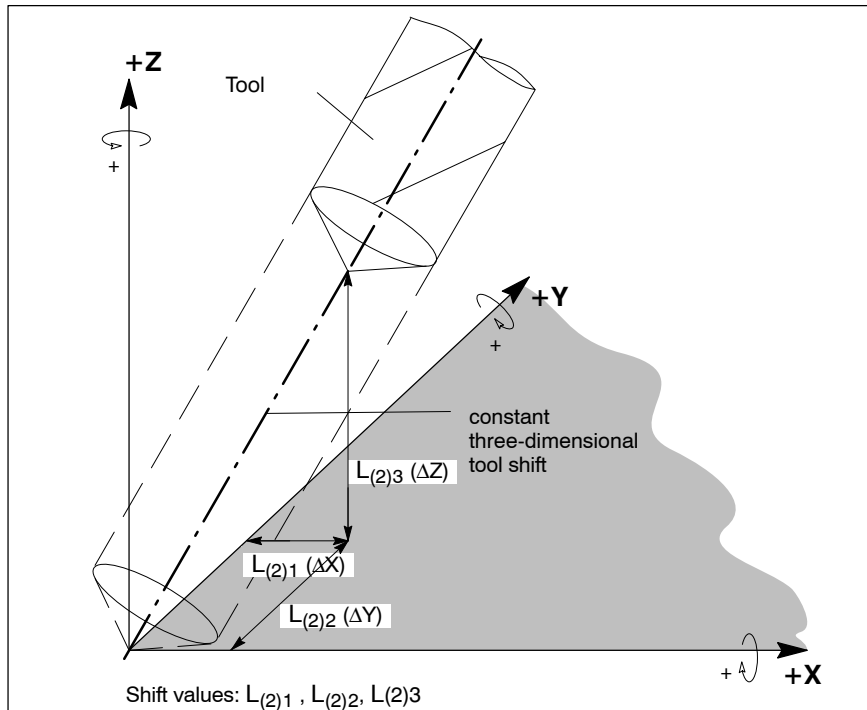 +Z
Tool
+
+Y
+
constant
three-dimensional
tool shift
L(2)3 (ΔZ)
L(2)1 (ΔX)
L(2)2 (ΔY)
+
+X
Shift values: L(2)1 , L(2)2, L(2)3